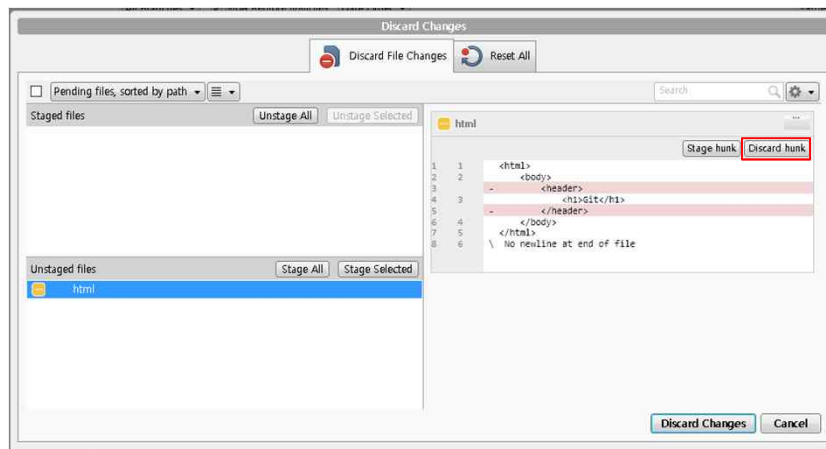 Discard Changes
Discard File Changes Reset All
Pending files, sorted by path Search
Staged files Unstage All Unstage Selected
html
Stage hunk Discard hunk
1 1 <html>
2 2 <body>
3 - <header>
4 3 <h1>Git</h1>
5 - </header>
6 4 </body>
7 5 </html>
8 6 \ No newline at end of file
Unstaged files Stage All Stage Selected
html
Discard Changes Cancel